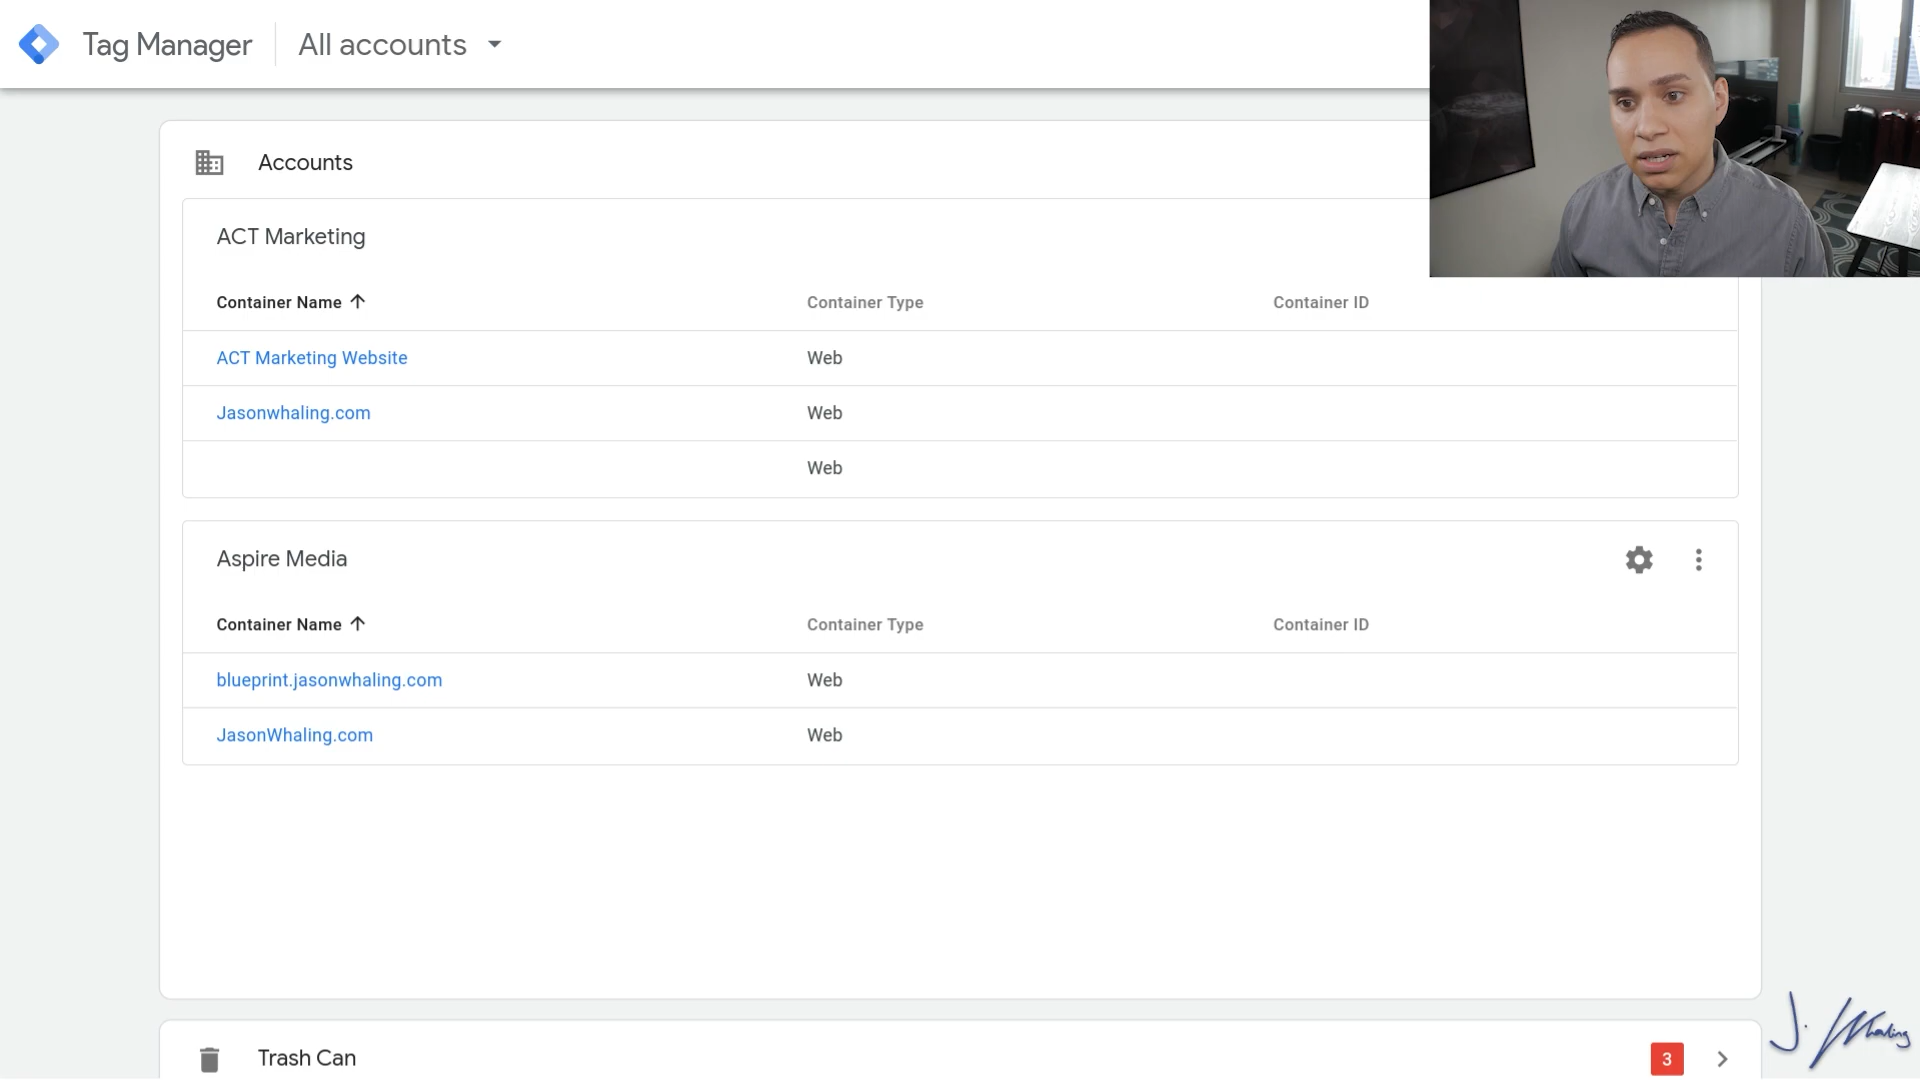 Tag Manager All accounts
Accounts
ACT Marketing
Container Name Container Type Container ID
ACT Marketing Website Web
Jasonwhaling.com Web
Web
Aspire Media
Container Name Container Type Container ID
blueprint.jasonwhaling.com Web
JasonWhaling.com Web
J. Whaling
Trash Can 3